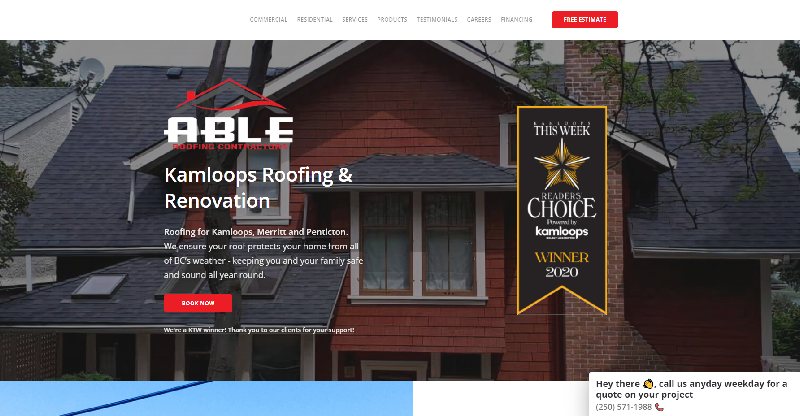 COMMERCIAL RESIDENTIAL SERVICES PRODUCTS TESTIMONIALS CAREERS FINANCING FREE ESTIMATE
ABLE
ROOFING CONTRACTORS
Kamloops Roofing &
Renovation
Roofing for Kamloops, Merritt and Penticton.
We ensure your roof protects your home from all
of BC's weather - keeping you and your family safe
and sound all year round.
BOOK NOW
We're a KTW winner! Thank you to our clients for your support!
KAMLOOPS
THIS WEEK
READERS
CHOICE
Powered by
kamloops
WINNER
2020
Hey there 👋, call us anyday weekday for a
quote on your project
(250) 571-1988 📞